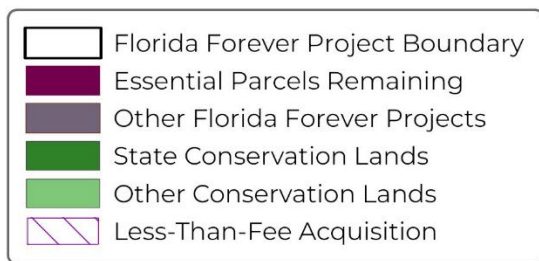 Florida Forever Project Boundary
Essential Parcels Remaining
Other Florida Forever Projects
State Conservation Lands
Other Conservation Lands
Less-Than-Fee Acquisition